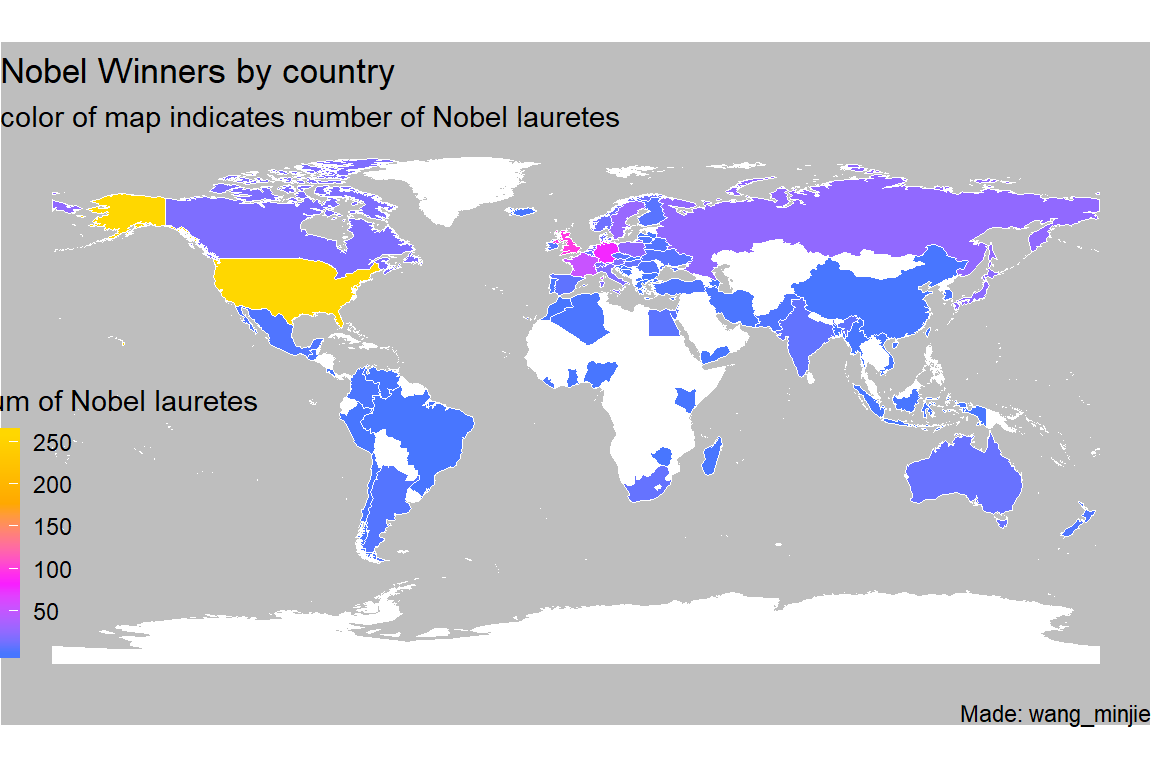 Nobel Winners by country
color of map indicates number of Nobel lauretes
um of Nobel lauretes
250
200
150
100
50
Made: wang_minjie